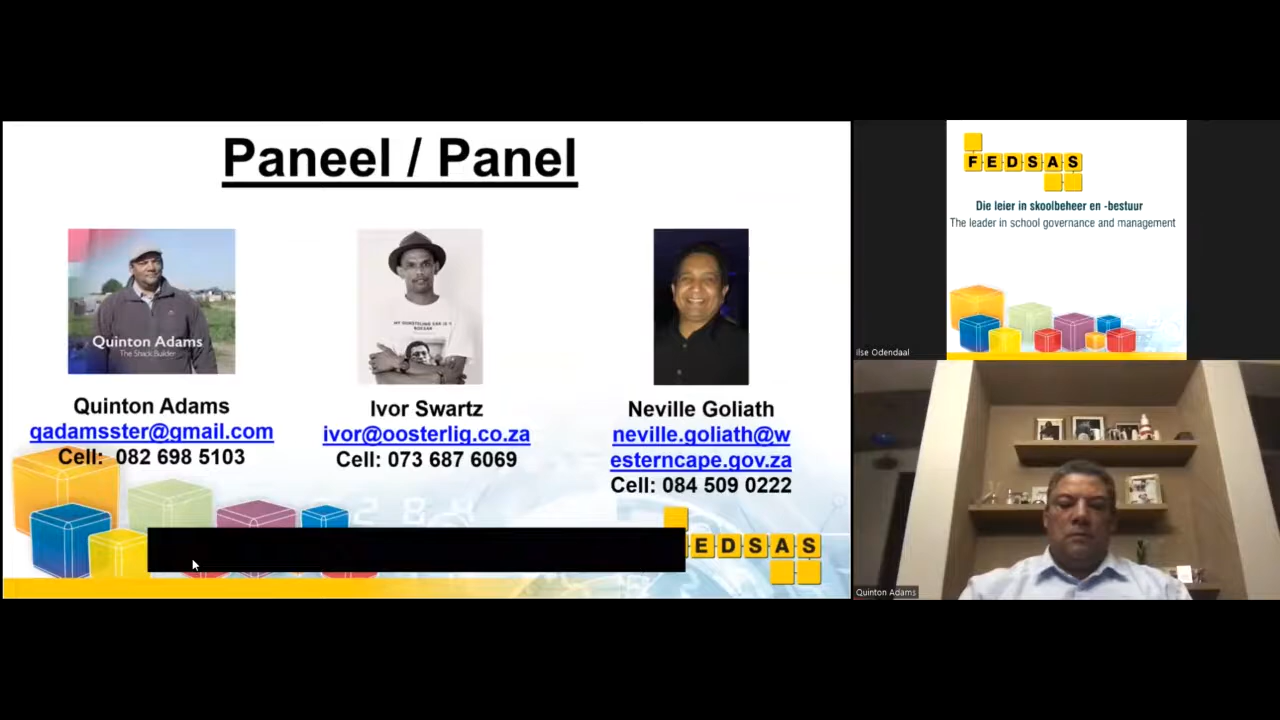 Paneel / Panel
Quinton Adams
The Shack Builder
Quinton Adams
qadamsster@gmail.com
Cell: 082 698 5103
Ivor Swartz
ivor@oosterlig.co.za
Cell: 073 687 6069
Neville Goliath
neville.goliath@w
esterncape.gov.za
Cell: 084 509 0222
EDSAS
FEDSAS
Die leier in skoolbeheer en -bestuur
The leader in school governance and management
Ilse Odendaal
Quinton Adams